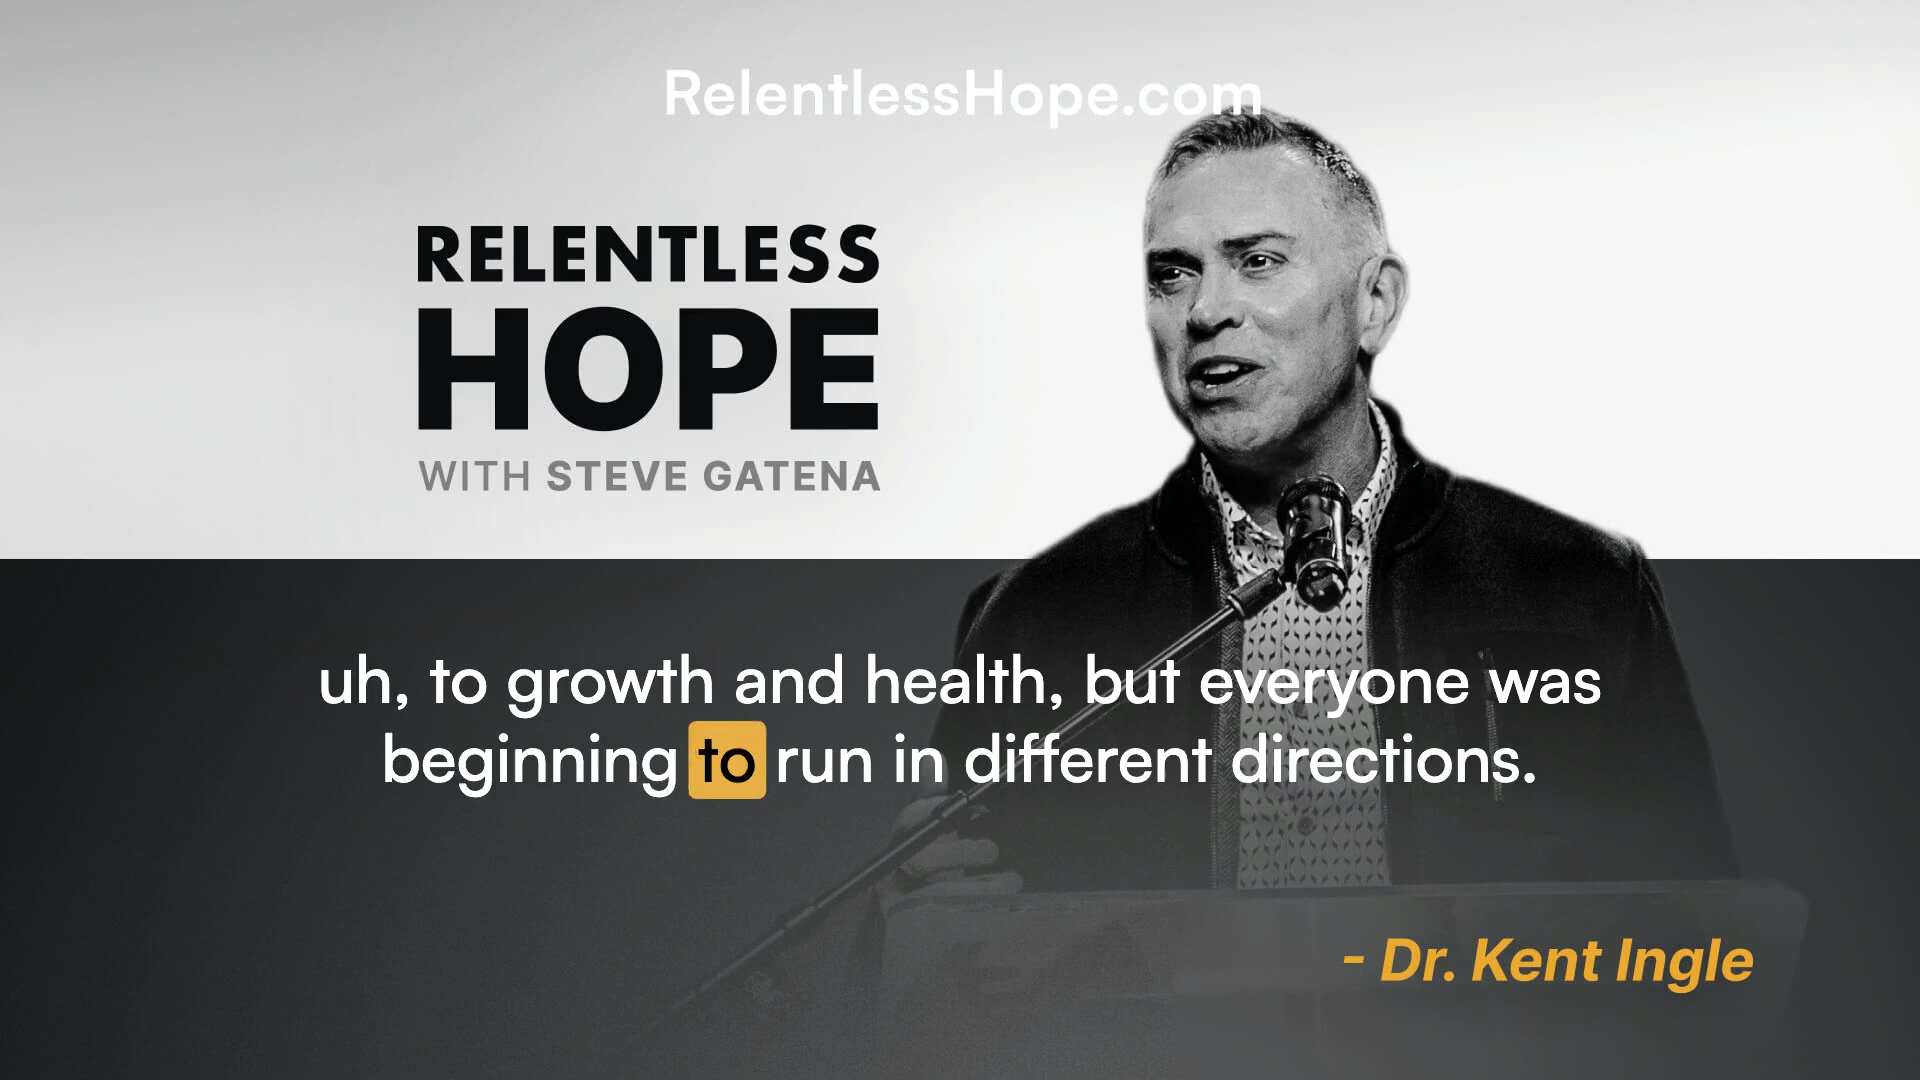 RelentlessHope.com
RELENTLESS
HOPE
WITH STEVE GATENA
uh, to growth and health, but everyone was
beginning to run in different directions.
- Dr. Kent Ingle